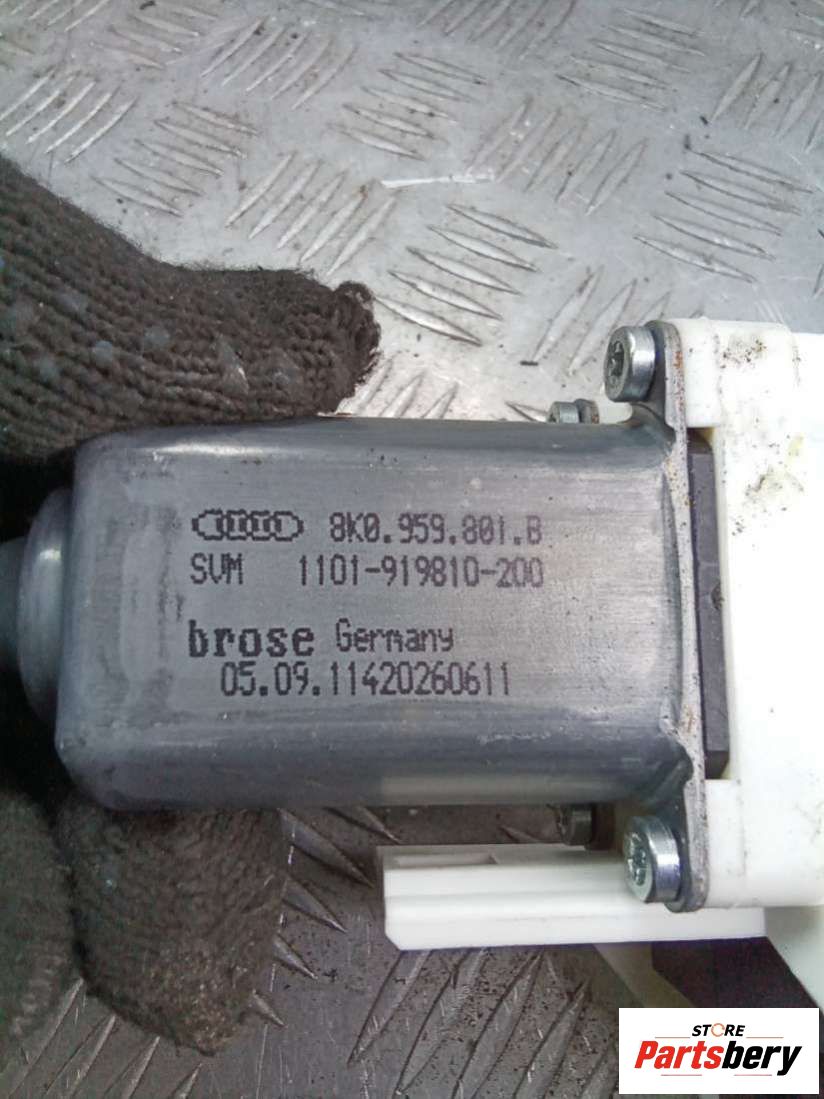 8K0.959.801.B
SVM 1101-919810-200
brose Germany
05.09.11420260611
STORE
Partsbery